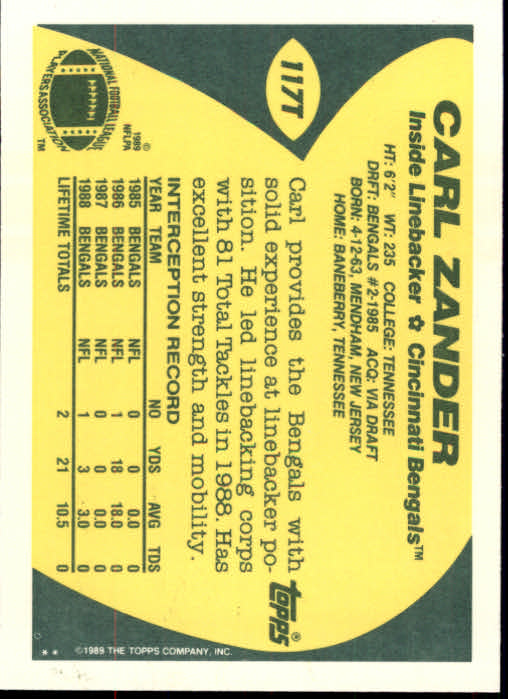 117T
CARL ZANDER
Inside Linebacker ✿ Cincinnati Bengals™
HT: 6'2" WT: 235 COLLEGE: TENNESSEE
DRFT: BENGALS #2-1985 ACQ: VIA DRAFT
BORN: 4-12-63, MENDHAM, NEW JERSEY
HOME: BANEBERRY, TENNESSEE
Carl provides the Bengals with
solid experience at linebacker po-
sition. He led linebacking corps
with 81 Total Tackles in 1988. Has
excellent strength and mobility.
TOPPS®
INTERCEPTION RECORD
YEAR TEAM NO YDS AVG TDS
1985 BENGALS NFL 0 0 0.0 0
1986 BENGALS NFL 1 18 18.0 0
1987 BENGALS NFL 0 0 0.0 0
1988 BENGALS NFL 1 3 3.0 0
LIFETIME TOTALS 2 21 10.5 0
NATIONAL FOOTBALL LEAGUE
PLAYERS ASSOCIATION
TM
©
1989
NFLPA
** ©1989 THE TOPPS COMPANY, INC.